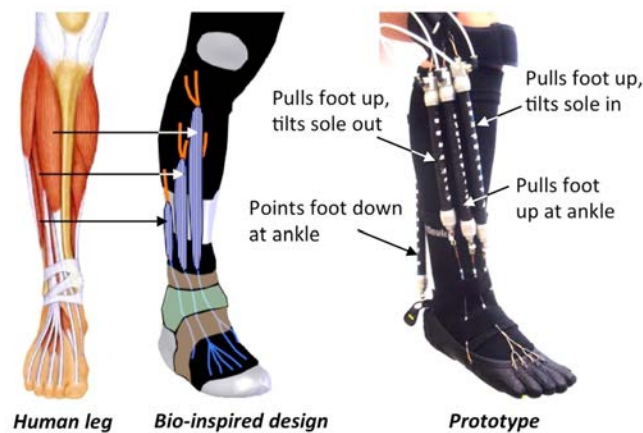 Pulls foot up,
tilts sole out
Pulls foot up,
tilts sole in
Points foot down
at ankle
Pulls foot
up at ankle
Human leg
Bio-inspired design
Prototype